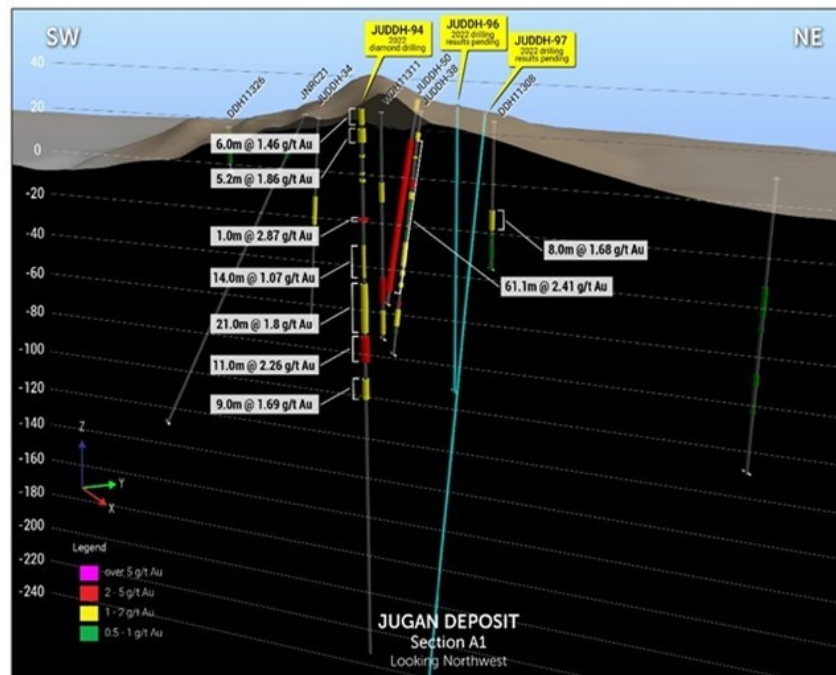 SW
NE
JUDDH-94
2022
diamond drilling
JUDDH-96
2022 drilling
results pending
JUDDH-97
2022 drilling
results pending
DDH11326
JNRC21
JUDDH-34
WDH11311
JUDDH-50
JUDDH-38
DDH11308
40
20
0
-20
-40
-60
-80
-100
-120
-140
-160
-180
-200
-220
-240
6.0m @ 1.46 g/t Au
5.2m @ 1.86 g/t Au
1.0m @ 2.87 g/t Au
14.0m @ 1.07 g/t Au
21.0m @ 1.8 g/t Au
11.0m @ 2.26 g/t Au
9.0m @ 1.69 g/t Au
8.0m @ 1.68 g/t Au
61.1m @ 2.41 g/t Au
Z
Y
X
Legend
over 5 g/t Au
2 - 5 g/t Au
1 - 2 g/t Au
0.5 - 1 g/t Au
JUGAN DEPOSIT
Section A1
Looking Northwest